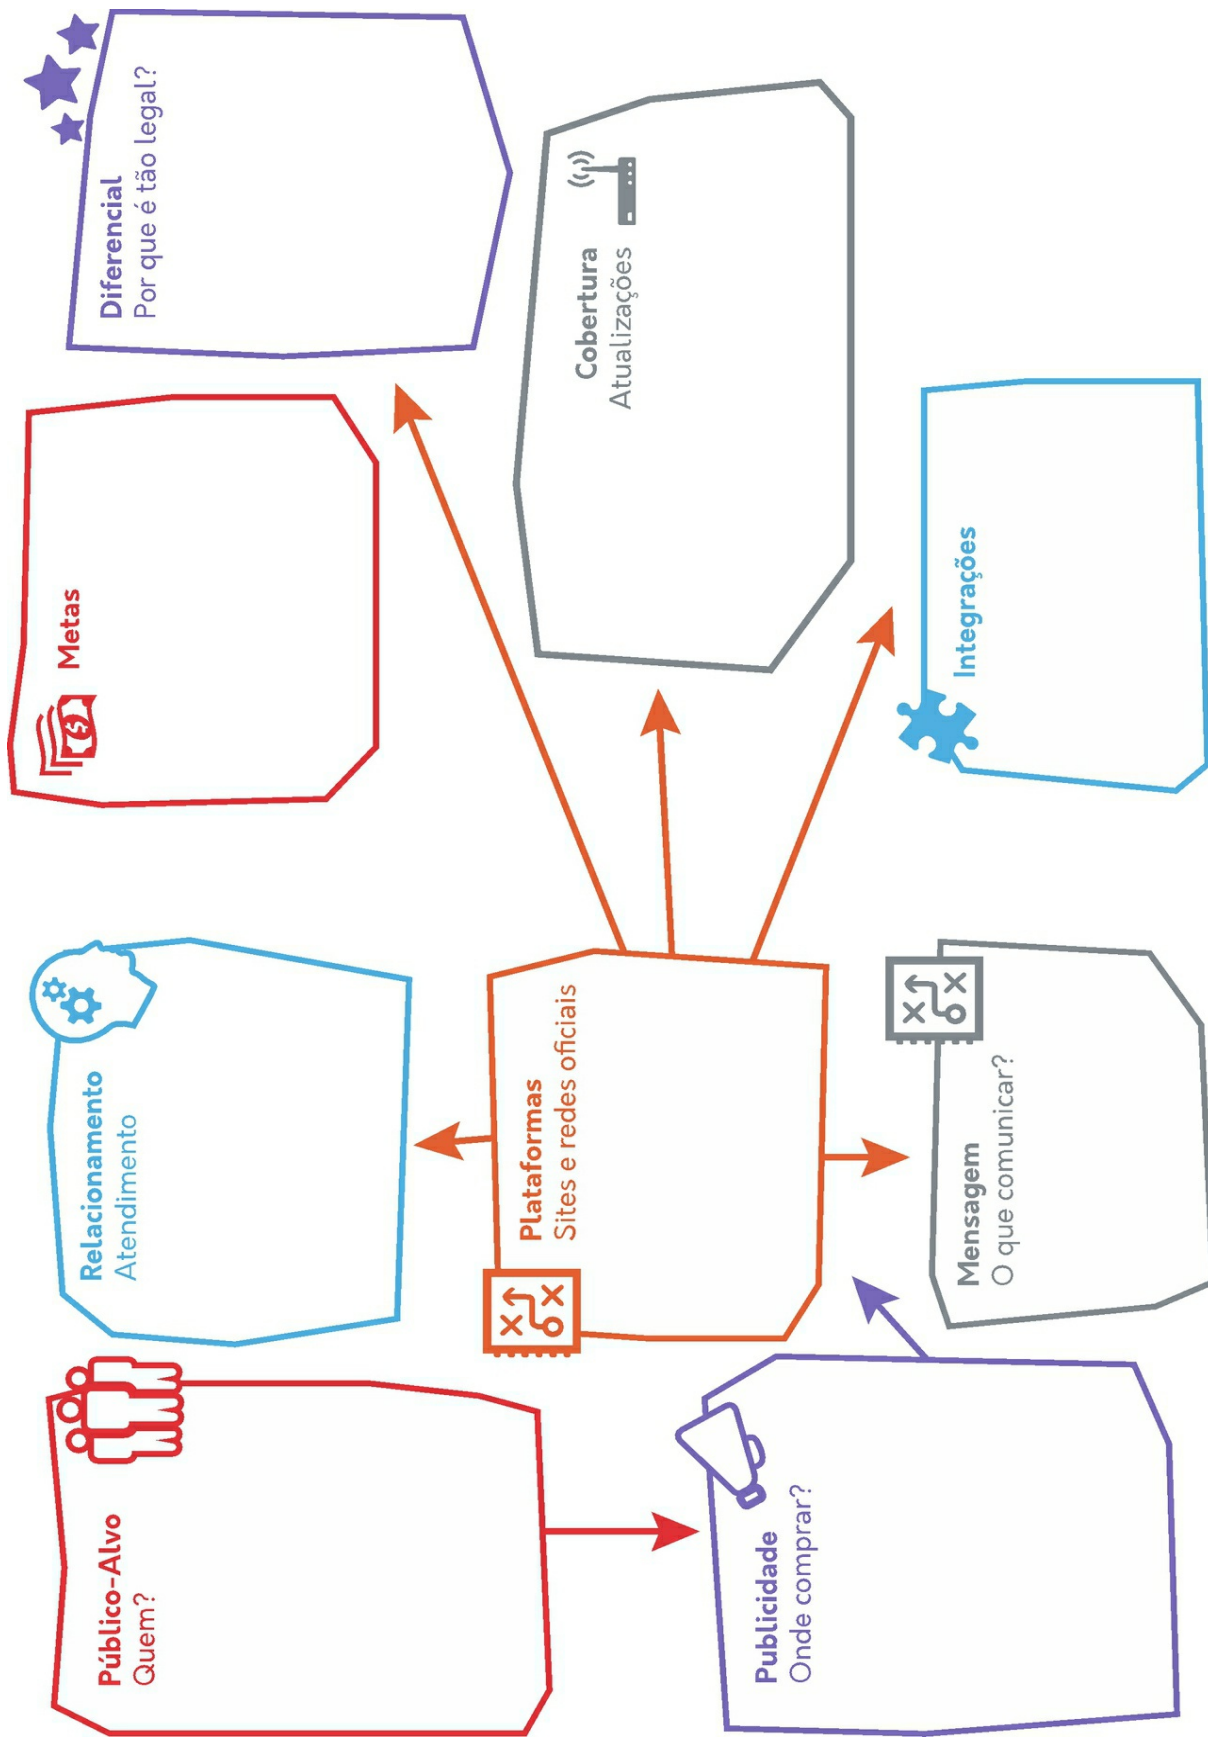 Público-Alvo
Quem?
Relacionamento
Atendimento
Metas
Diferencial
Por que é tão legal?
Plataformas
Sites e redes oficiais
Cobertura
Atualizações
Publicidade
Onde comprar?
Mensagem
O que comunicar?
Integrações